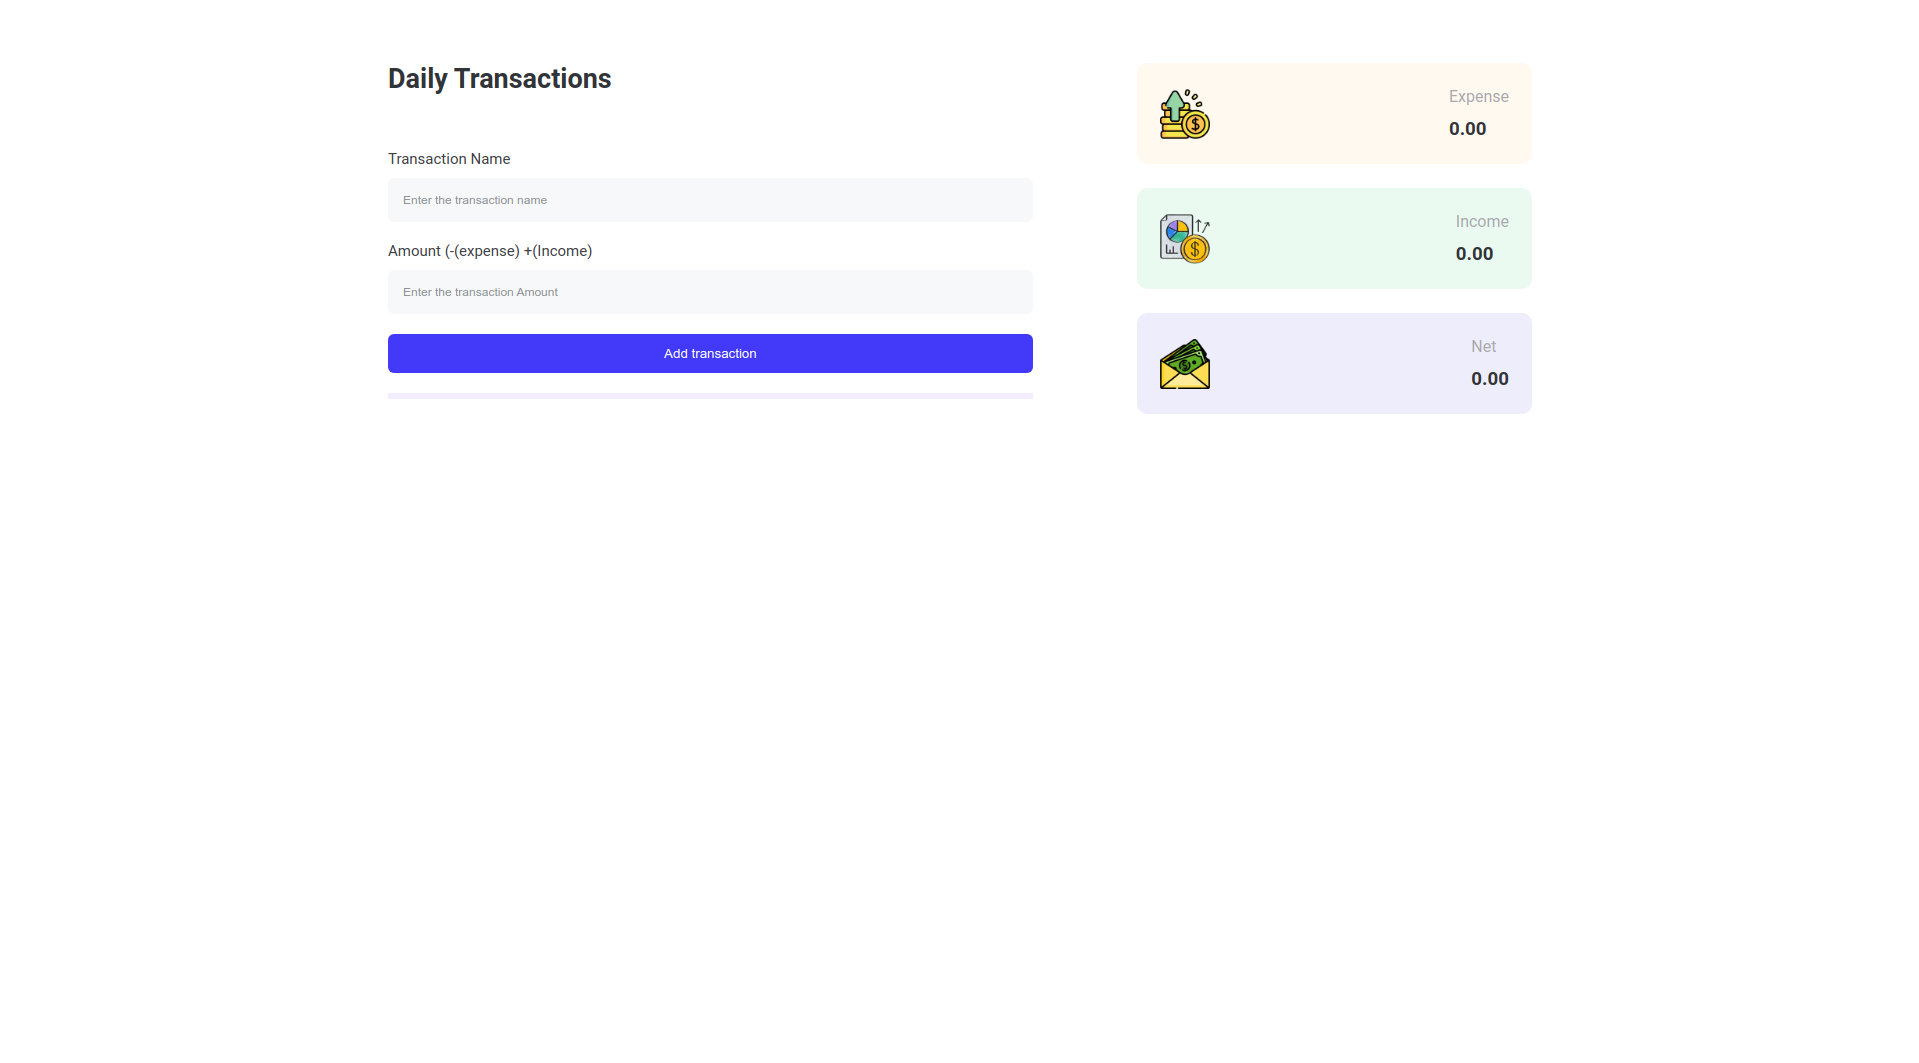 Daily Transactions
Transaction Name
Enter the transaction name
Amount (-(expense) +(Income)
Enter the transaction Amount
Add transaction
Expense
0.00
Income
0.00
Net
0.00